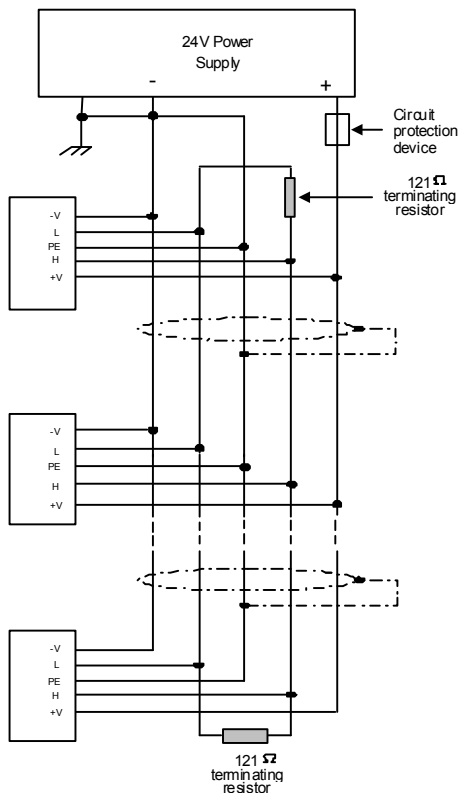 24V Power
Supply
-
+
Circuit
protection
device
121 Ω
terminating
resistor
-V
L
PE
H
+V
-V
L
PE
H
+V
-V
L
PE
H
+V
121 Ω
terminating
resistor